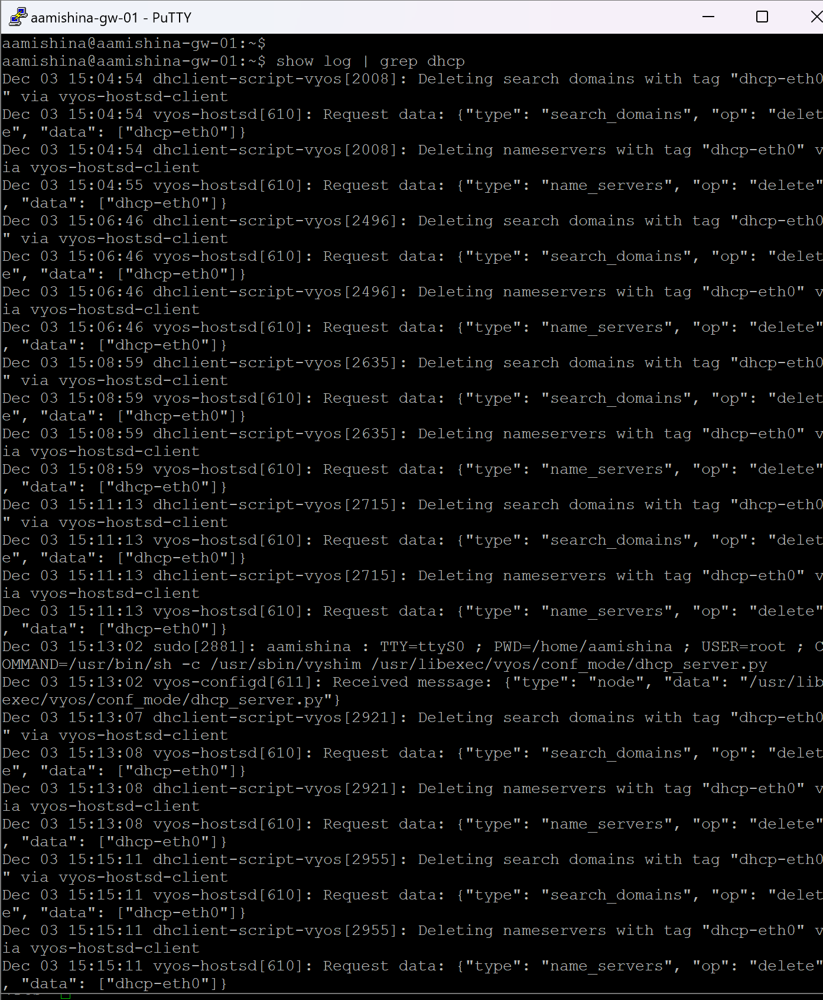 aamishina-gw-01 - PuTTY
aamishina@aamishina-gw-01:~$
aamishina@aamishina-gw-01:~$ show log | grep dhcp
Dec 03 15:04:54 dhclient-script-vyos[2008]: Deleting search domains with tag "dhcp-eth0
" via vyos-hostsd-client
Dec 03 15:04:54 vyos-hostsd[610]: Request data: {"type": "search_domains", "op": "delet
e", "data": ["dhcp-eth0"]}
Dec 03 15:04:54 dhclient-script-vyos[2008]: Deleting nameservers with tag "dhcp-eth0" v
ia vyos-hostsd-client
Dec 03 15:04:55 vyos-hostsd[610]: Request data: {"type": "name_servers", "op": "delete"
, "data": ["dhcp-eth0"]}
Dec 03 15:06:46 dhclient-script-vyos[2496]: Deleting search domains with tag "dhcp-eth0
" via vyos-hostsd-client
Dec 03 15:06:46 vyos-hostsd[610]: Request data: {"type": "search_domains", "op": "delet
e", "data": ["dhcp-eth0"]}
Dec 03 15:06:46 dhclient-script-vyos[2496]: Deleting nameservers with tag "dhcp-eth0" v
ia vyos-hostsd-client
Dec 03 15:06:46 vyos-hostsd[610]: Request data: {"type": "name_servers", "op": "delete"
, "data": ["dhcp-eth0"]}
Dec 03 15:08:59 dhclient-script-vyos[2635]: Deleting search domains with tag "dhcp-eth0
" via vyos-hostsd-client
Dec 03 15:08:59 vyos-hostsd[610]: Request data: {"type": "search_domains", "op": "delet
e", "data": ["dhcp-eth0"]}
Dec 03 15:08:59 dhclient-script-vyos[2635]: Deleting nameservers with tag "dhcp-eth0" v
ia vyos-hostsd-client
Dec 03 15:08:59 vyos-hostsd[610]: Request data: {"type": "name_servers", "op": "delete"
, "data": ["dhcp-eth0"]}
Dec 03 15:11:13 dhclient-script-vyos[2715]: Deleting search domains with tag "dhcp-eth0
" via vyos-hostsd-client
Dec 03 15:11:13 vyos-hostsd[610]: Request data: {"type": "search_domains", "op": "delet
e", "data": ["dhcp-eth0"]}
Dec 03 15:11:13 dhclient-script-vyos[2715]: Deleting nameservers with tag "dhcp-eth0" v
ia vyos-hostsd-client
Dec 03 15:11:13 vyos-hostsd[610]: Request data: {"type": "name_servers", "op": "delete"
, "data": ["dhcp-eth0"]}
Dec 03 15:13:02 sudo[2881]: aamishina : TTY=ttyS0 ; PWD=/home/aamishina ; USER=root ; C
OMMAND=/usr/bin/sh -c /usr/sbin/vyshim /usr/libexec/vyos/conf_mode/dhcp_server.py
Dec 03 15:13:02 vyos-configd[611]: Received message: {"type": "node", "data": "/usr/lib
exec/vyos/conf_mode/dhcp_server.py"}
Dec 03 15:13:07 dhclient-script-vyos[2921]: Deleting search domains with tag "dhcp-eth0
" via vyos-hostsd-client
Dec 03 15:13:08 vyos-hostsd[610]: Request data: {"type": "search_domains", "op": "delet
e", "data": ["dhcp-eth0"]}
Dec 03 15:13:08 dhclient-script-vyos[2921]: Deleting nameservers with tag "dhcp-eth0" v
ia vyos-hostsd-client
Dec 03 15:13:08 vyos-hostsd[610]: Request data: {"type": "name_servers", "op": "delete"
, "data": ["dhcp-eth0"]}
Dec 03 15:15:11 dhclient-script-vyos[2955]: Deleting search domains with tag "dhcp-eth0
" via vyos-hostsd-client
Dec 03 15:15:11 vyos-hostsd[610]: Request data: {"type": "search_domains", "op": "delet
e", "data": ["dhcp-eth0"]}
Dec 03 15:15:11 dhclient-script-vyos[2955]: Deleting nameservers with tag "dhcp-eth0" v
ia vyos-hostsd-client
Dec 03 15:15:11 vyos-hostsd[610]: Request data: {"type": "name_servers", "op": "delete"
, "data": ["dhcp-eth0"]}